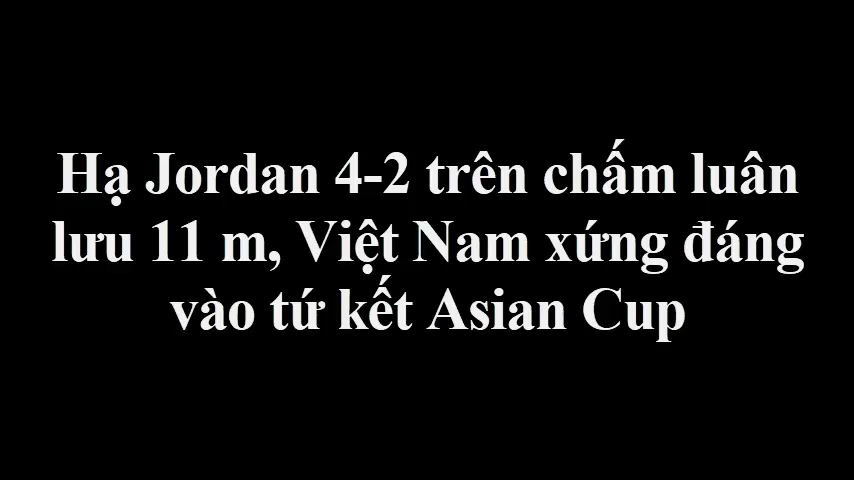 Hạ Jordan 4-2 trên chấm luân
lưu 11 m, Việt Nam xứng đáng
vào tứ kết Asian Cup